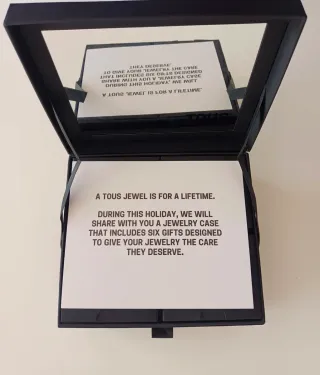 A TOUS JEWEL IS FOR A LIFETIME.
DURING THIS HOLIDAY, WE WILL
SHARE WITH YOU A JEWELRY CASE
THAT INCLUDES SIX GIFTS DESIGNED
TO GIVE YOUR JEWELRY THE CARE
THEY DESERVE.